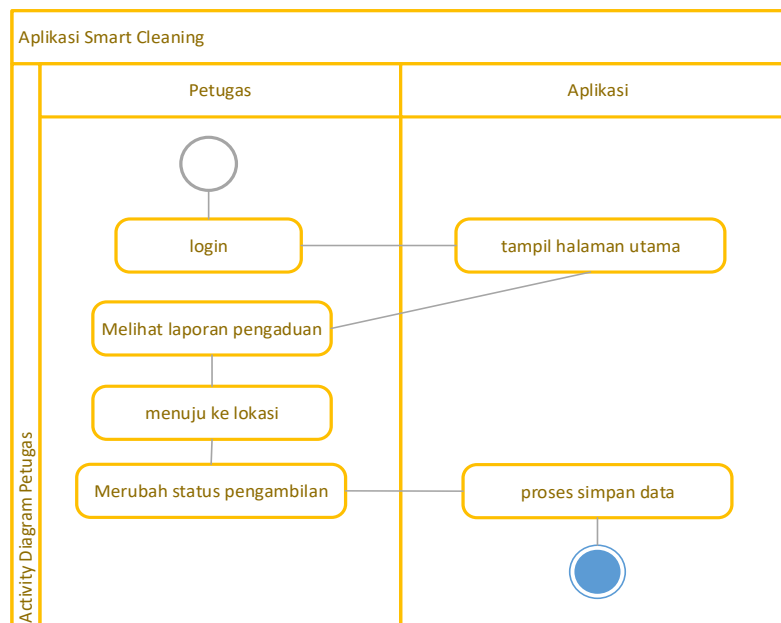 Aplikasi Smart Cleaning
Petugas
Aplikasi
Activity Diagram Petugas
login
tampil halaman utama
Melihat laporan pengaduan
menuju ke lokasi
Merubah status pengambilan
proses simpan data